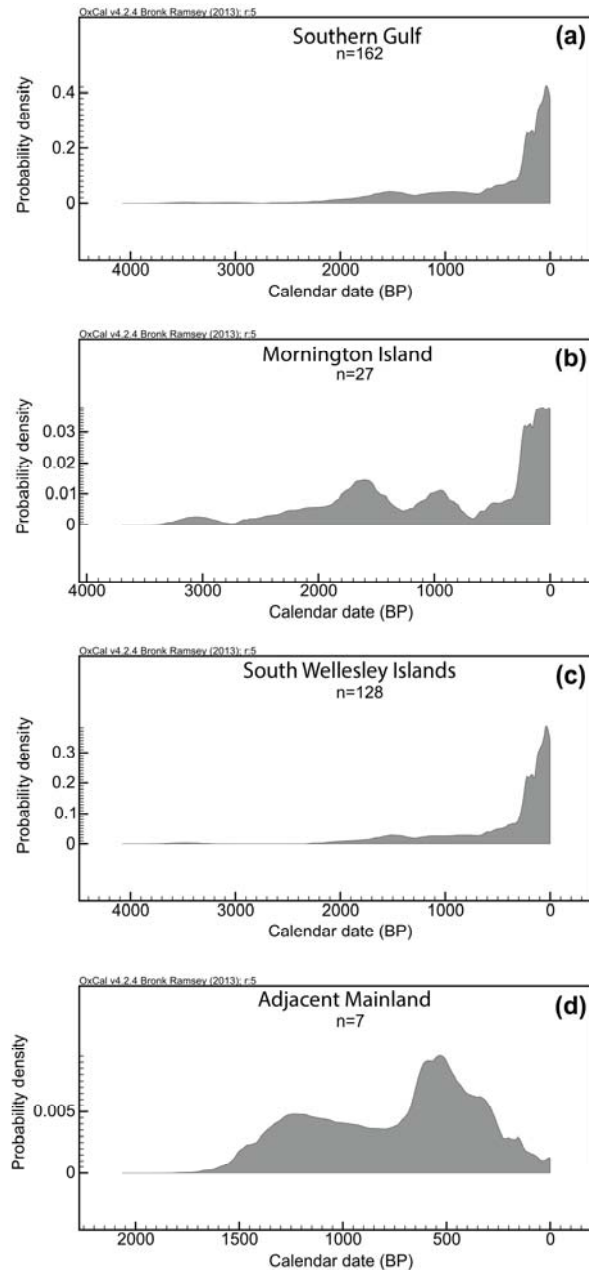 OxCal v4.2.4 Bronk Ramsey (2013); r:5
Southern Gulf
(a)
n=162
Probability density
0.4
0.2
0
4000 3000 2000 1000 0
Calendar date (BP)
OxCal v4.2.4 Bronk Ramsey (2013); r:5
Mornington Island
(b)
n=27
Probability density
0.03
0.02
0.01
0
4000 3000 2000 1000 0
Calendar date (BP)
OxCal v4.2.4 Bronk Ramsey (2013); r:5
South Wellesley Islands
(c)
n=128
Probability density
0.3
0.2
0.1
0
4000 3000 2000 1000 0
Calendar date (BP)
OxCal v4.2.4 Bronk Ramsey (2013); r:5
Adjacent Mainland
(d)
n=7
Probability density
0.005
0
2000 1500 1000 500 0
Calendar date (BP)